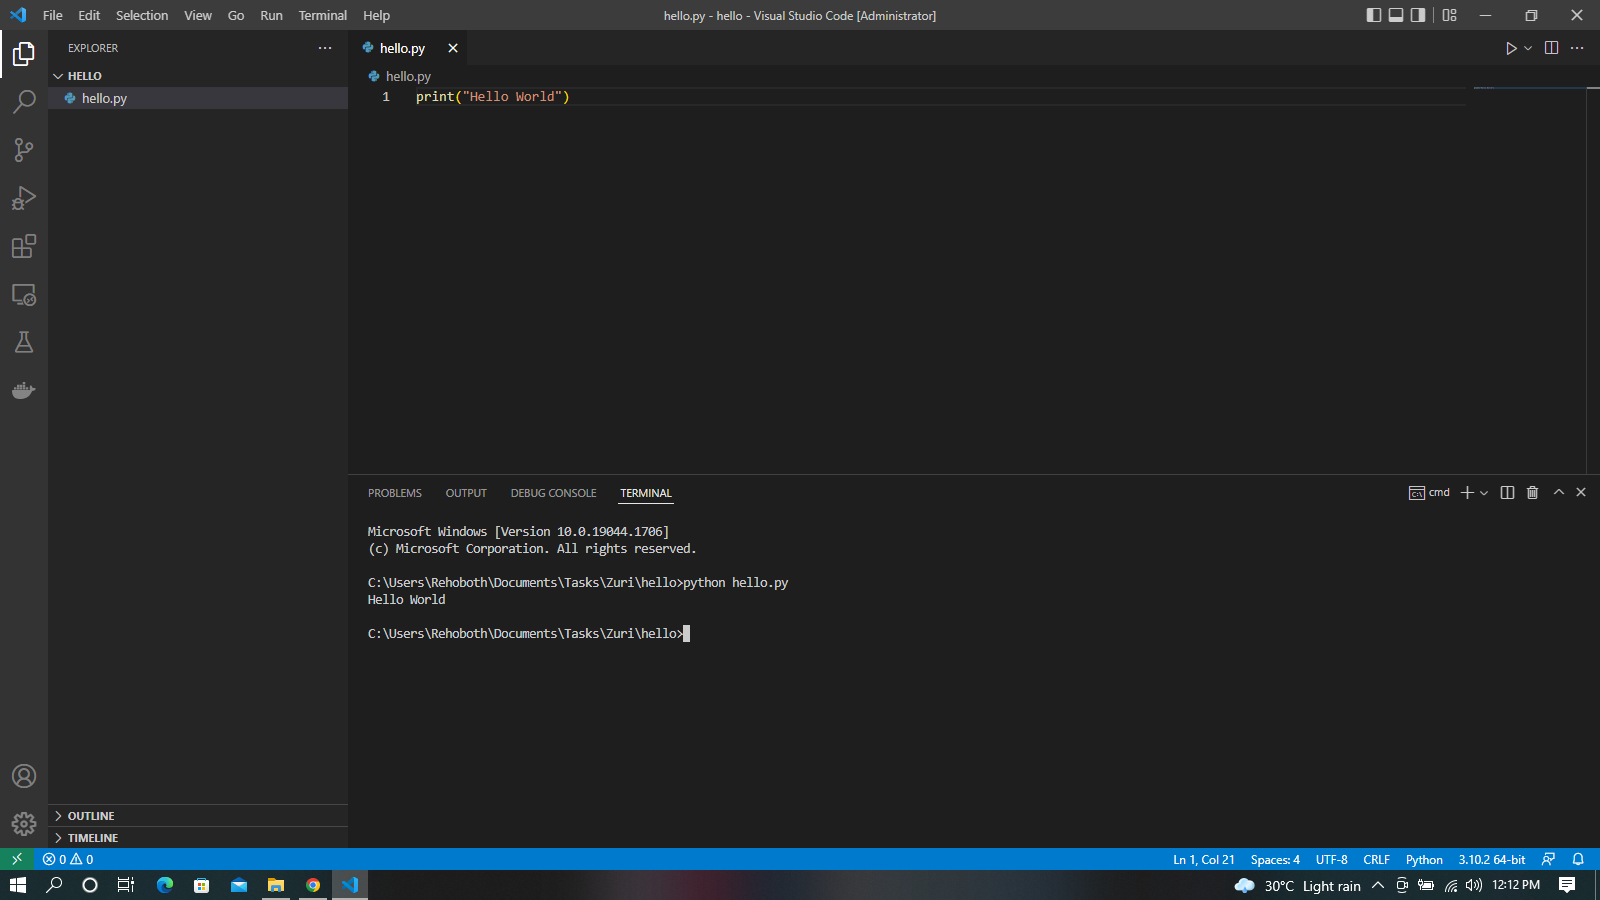 File Edit Selection View Go Run Terminal Help
hello.py - hello - Visual Studio Code [Administrator]
EXPLORER
HELLO
hello.py
OUTLINE
TIMELINE
hello.py
hello.py
1 print("Hello World")
PROBLEMS OUTPUT DEBUG CONSOLE TERMINAL
cmd
Microsoft Windows [Version 10.0.19044.1706]
(c) Microsoft Corporation. All rights reserved.
C:\Users\Rehoboth\Documents\Tasks\Zuri\hello>python hello.py
Hello World
C:\Users\Rehoboth\Documents\Tasks\Zuri\hello>
0 0 Ln 1, Col 21 Spaces: 4 UTF-8 CRLF Python 3.10.2 64-bit
30°C Light rain 12:12 PM